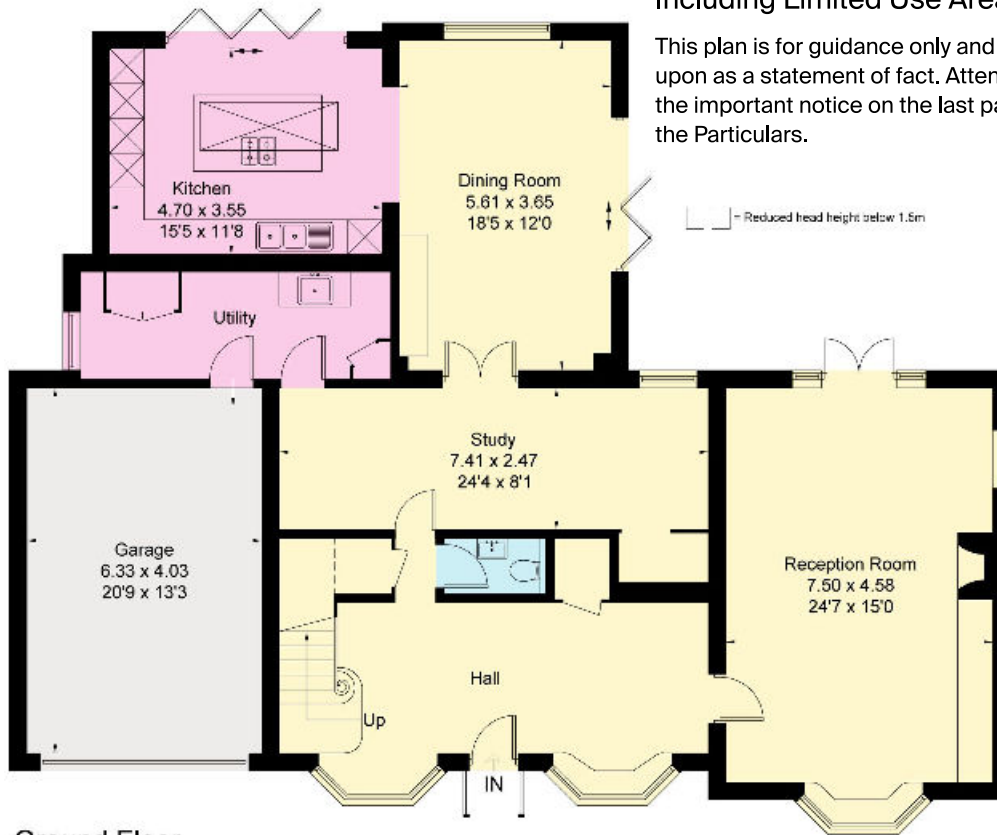 Including Limited Use Area
This plan is for guidance only and
upon as a statement of fact. Atten
the important notice on the last pa
the Particulars.
= Reduced head height below 1.5m
Kitchen
4.70 x 3.55
15'5 x 11'8
Dining Room
5.61 x 3.65
18'5 x 12'0
Utility
Study
7.41 x 2.47
24'4 x 8'1
Garage
6.33 x 4.03
20'9 x 13'3
Reception Room
7.50 x 4.58
24'7 x 15'0
Hall
Up
IN
Ground Floor